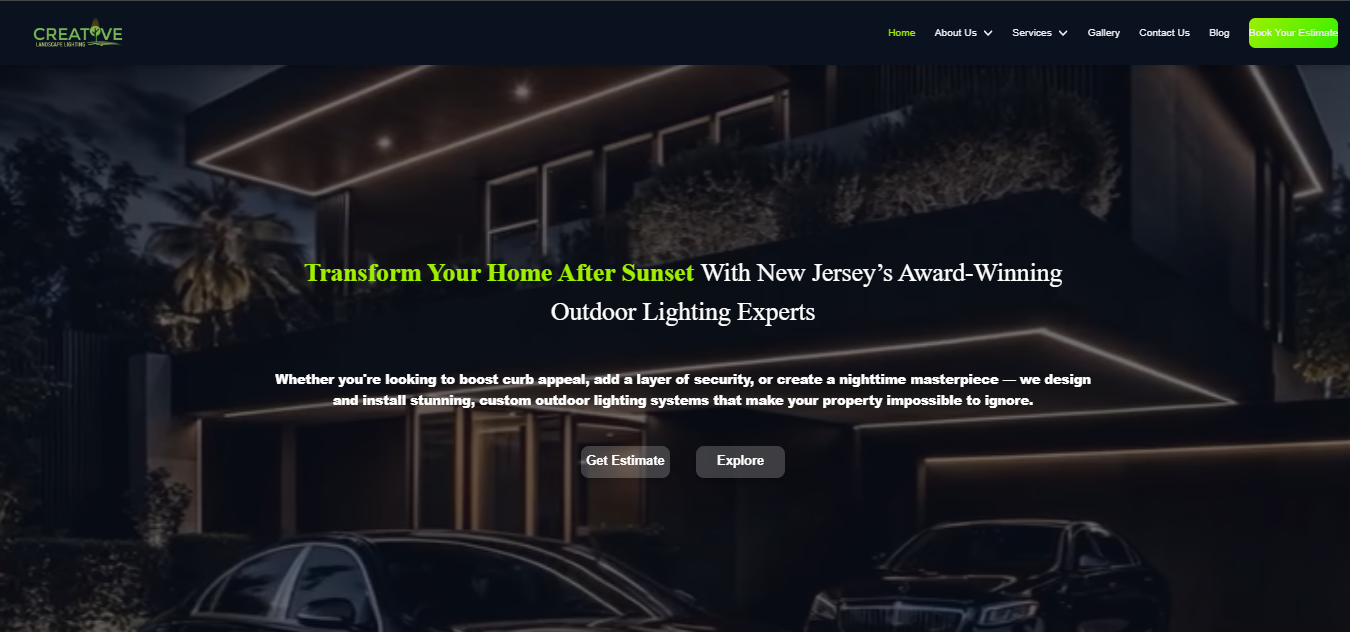 CREATIVE
LANDSCAPE LIGHTING
Home
About Us
Services
Gallery
Contact Us
Blog
Book Your Estimate
Transform Your Home After Sunset With New Jersey’s Award-Winning
Outdoor Lighting Experts
Whether you're looking to boost curb appeal, add a layer of security, or create a nighttime masterpiece — we design
and install stunning, custom outdoor lighting systems that make your property impossible to ignore.
Get Estimate
Explore